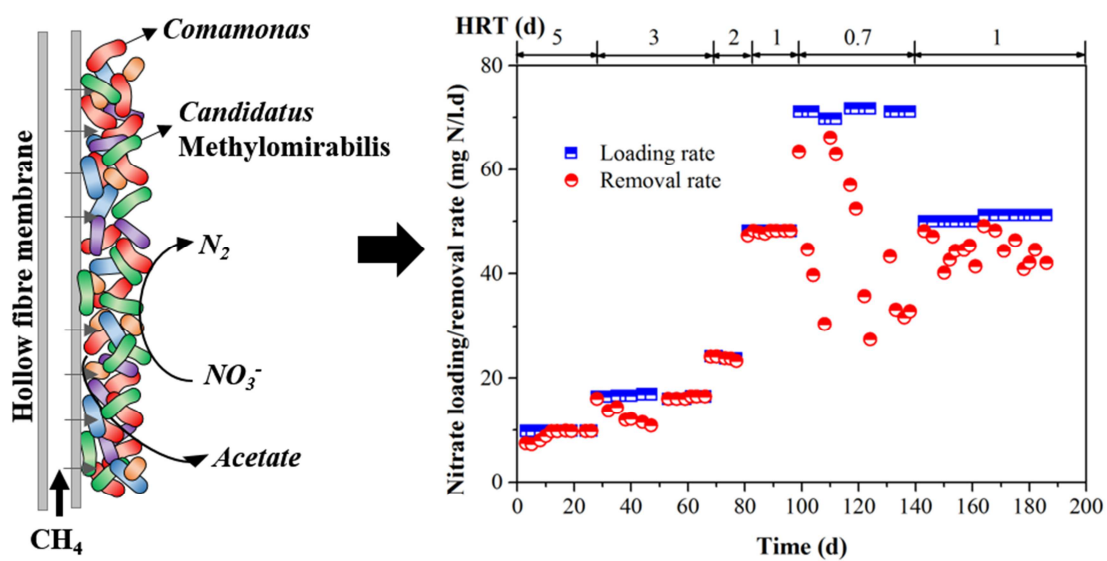 Hollow fibre membrane
Comamonas
Candidatus
Methylomirabilis
N₂
NO₃⁻
Acetate
CH₄
HRT (d)
5 3 2 1 0.7 1
Nitrate loading/removal rate (mg N/l.d)
80
60
40
20
0
Loading rate
Removal rate
0 20 40 60 80 100 120 140 160 180 200
Time (d)